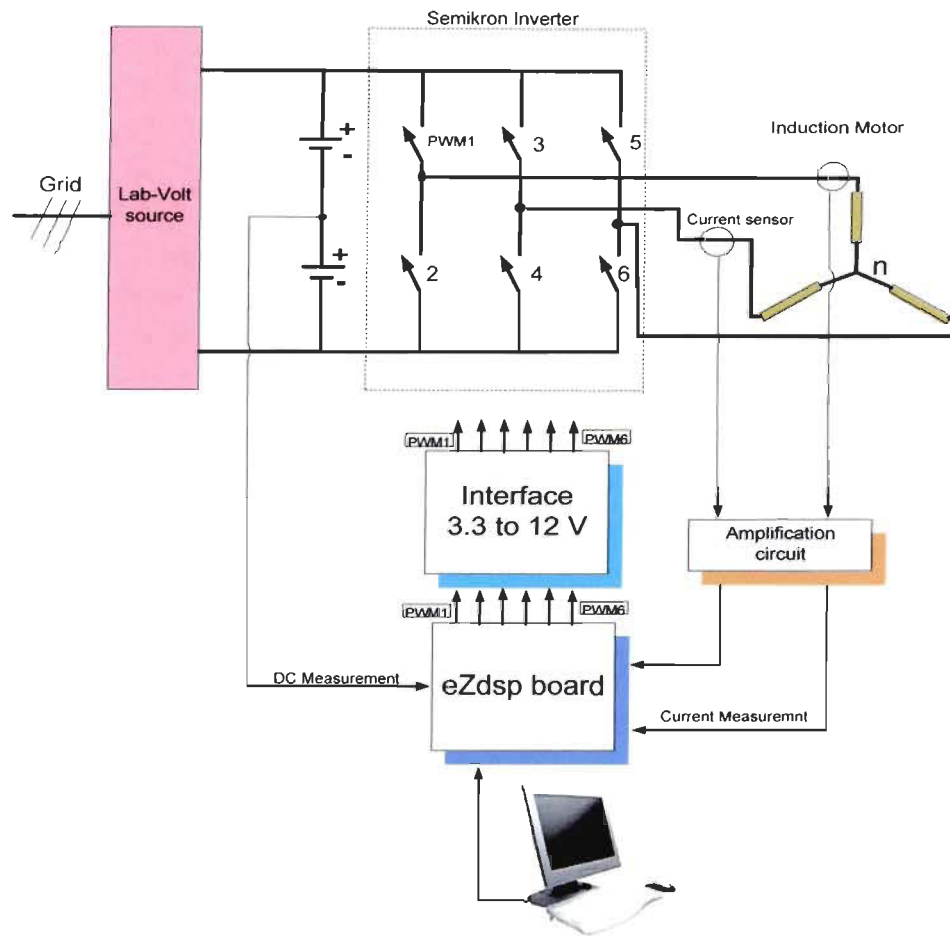 Semikron Inverter
Grid
Lab-Volt
source
+
-
+
-
PWM1
3
5
2
4
6
Induction Motor
Current sensor
n
PWM1
PWM6
Interface
3.3 to 12 V
Amplification
circuit
PWM1
PWM6
eZdsp board
DC Measurement
Current Measuremnt